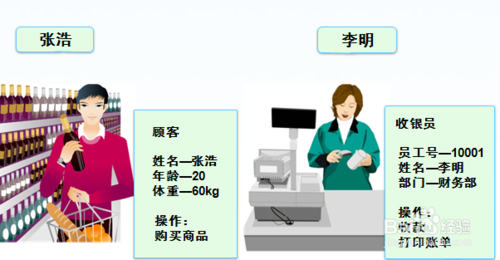 张浩
李明
顾客
姓名—张浩
年龄—20
体重—60kg
操作：
购买商品
收银员
员工号—10001
姓名—李明
部门—财务部
操作：
收款
打印账单